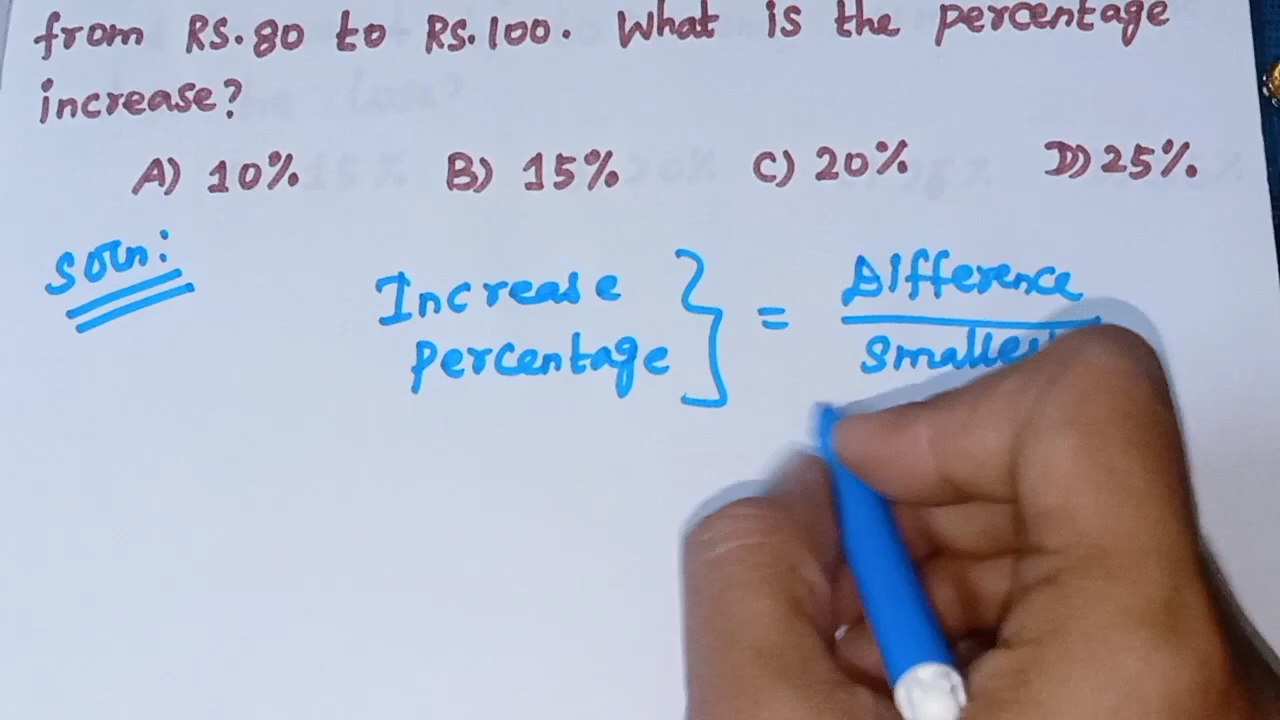 from Rs.80 to Rs.100. What is the percentage
increase?
A) 10% B) 15% C) 20% D) 25%
Soln:
Increase
percentage } = Difference